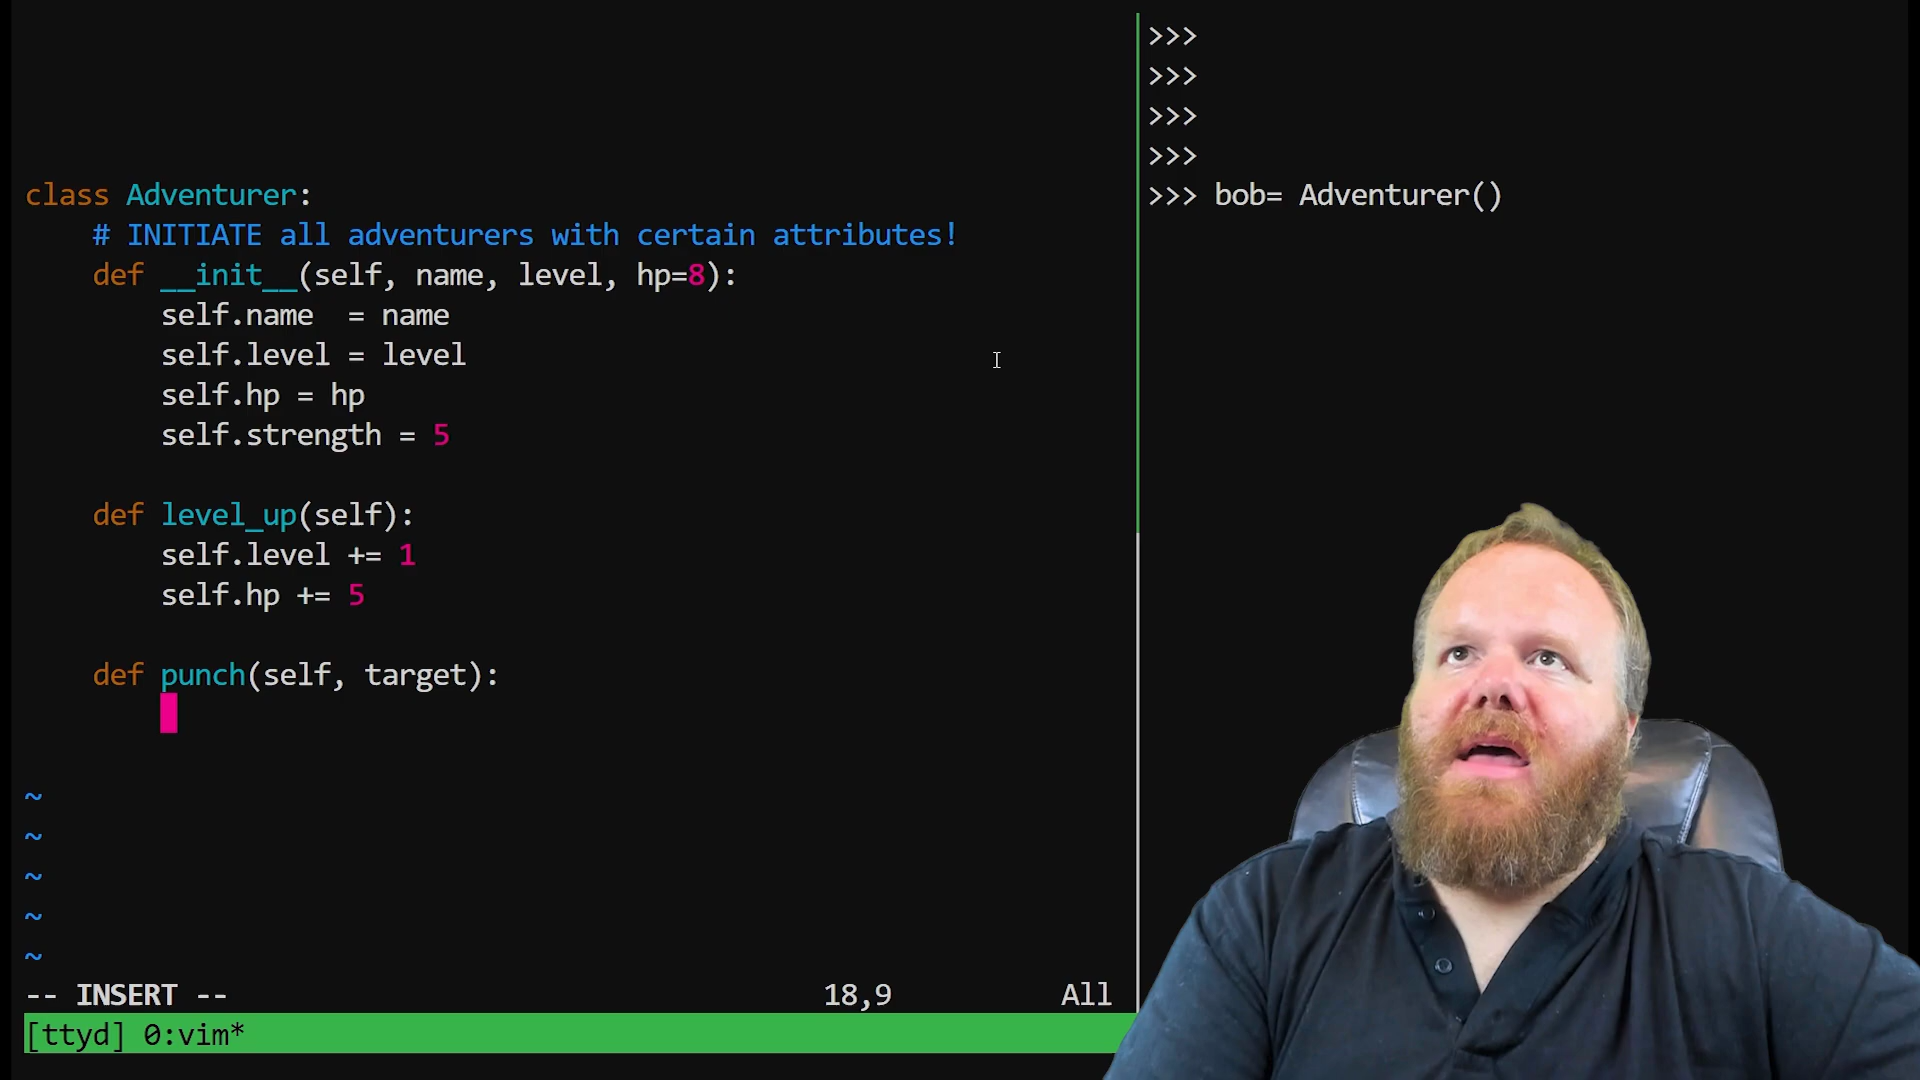 class Adventurer:
    # INITIATE all adventurers with certain attributes!
    def __init__(self, name, level, hp=8):
        self.name  = name
        self.level = level
        self.hp = hp
        self.strength = 5
    def level_up(self):
        self.level += 1
        self.hp += 5
    def punch(self, target):
~
~
~
~
~
-- INSERT -- 18,9 All
[ttyd] 0:vim*
>>>
>>>
>>>
>>>
>>> bob= Adventurer()